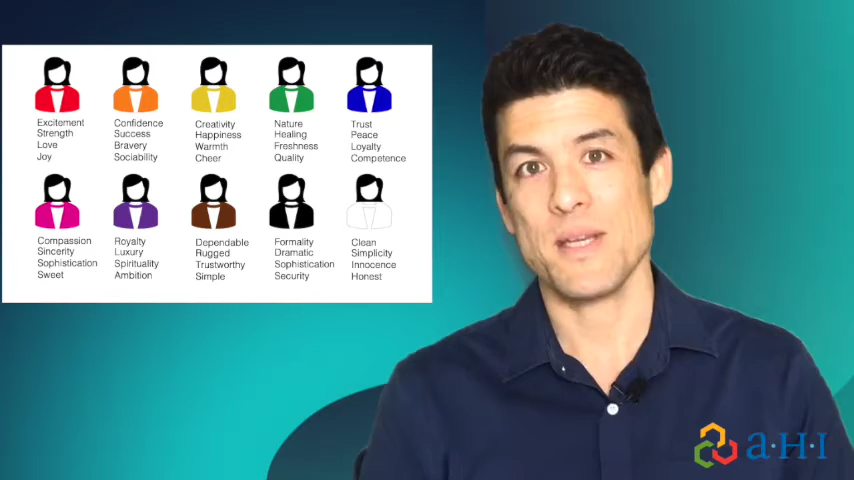 Excitement
Strength
Love
Joy
Confidence
Success
Bravery
Sociability
Creativity
Happiness
Warmth
Cheer
Nature
Healing
Freshness
Quality
Trust
Peace
Loyalty
Competence
Compassion
Sincirity
Sophistication
Sweet
Royalty
Luxury
Spirituality
Ambition
Dependable
Rugged
Trustworthy
Simple
Formality
Dramatic
Sophistication
Security
Clean
Simplicity
Innocence
Honest
a·H·I